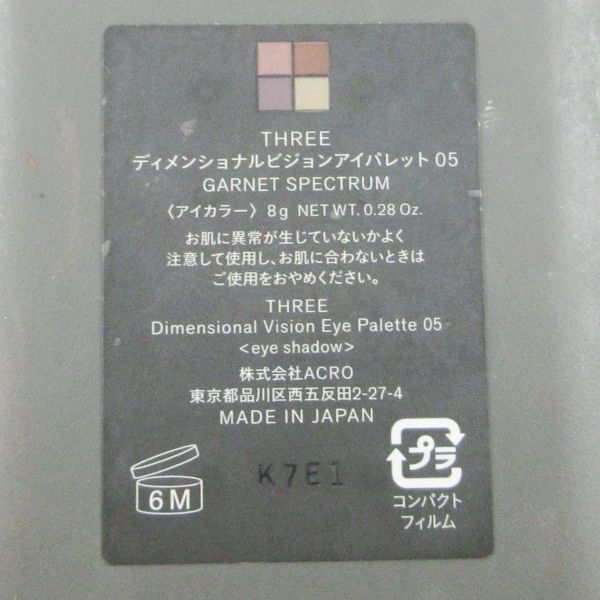 THREE
ディメンショナルビジョンアイパレット 05
GARNET SPECTRUM
〈アイカラー〉 8g NET WT. 0.28 Oz.
お肌に異常が生じていないかよく
注意して使用し、お肌に合わないときは
ご使用をおやめください。
THREE
Dimensional Vision Eye Palette 05
<eye shadow>
株式会社ACRO
東京都品川区西五反田2-27-4
MADE IN JAPAN
6M
K7E1
プラ
コンパクト
フィルム